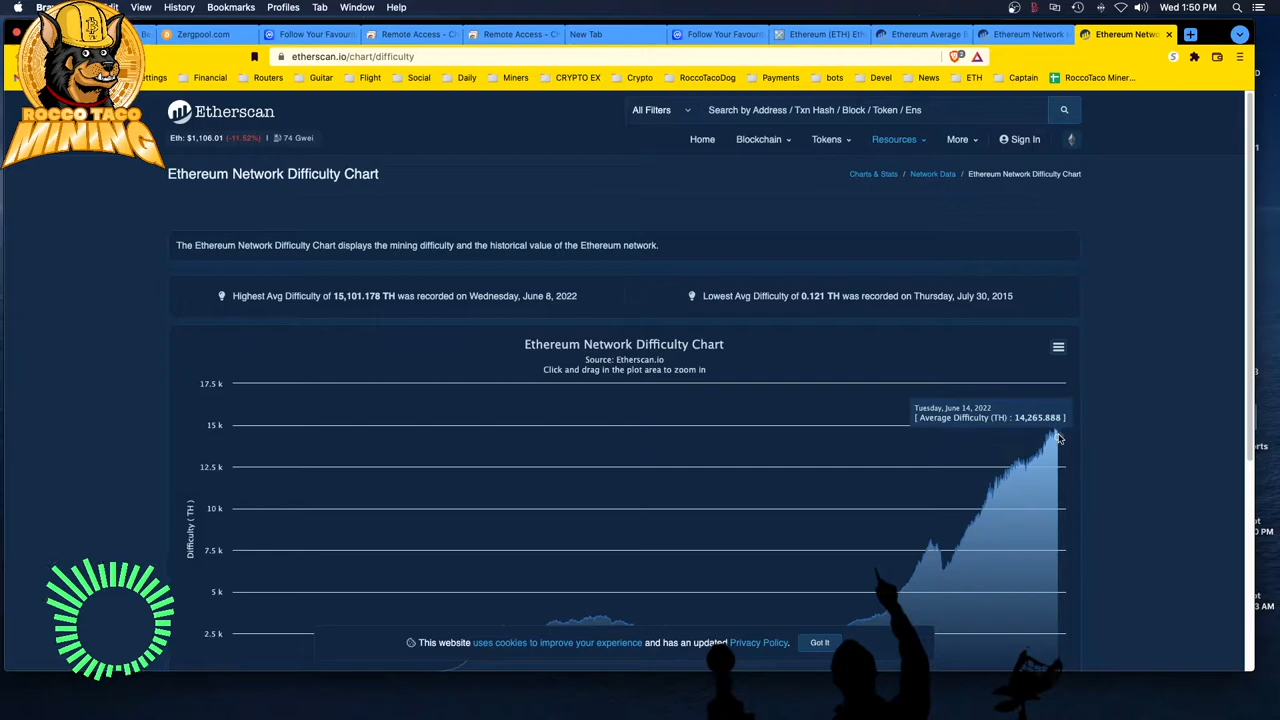 Edit View History Bookmarks Profiles Tab Window Help
Wed 1:50 PM
Zergpool.com
Follow Your Favour
Remote Access - Ch
Remote Access - Ch
New Tab
Follow Your Favour
Ethereum (ETH) Eth
Ethereum Average B
Ethereum Network
Ethereum Netwo
etherscan.io/chart/difficulty
ttings Financial Routers Guitar Flight Social Daily Miners CRYPTO EX Crypto RoccoTacoDog Payments bots Devel News ETH Captain RoccoTaco Miner...
ROCCO TACO
MINING
Etherscan
All Filters
Search by Address / Txn Hash / Block / Token / Ens
Eth: $1,106.01 (-11.52%) | 74 Gwei
Home Blockchain Tokens Resources More Sign In
Ethereum Network Difficulty Chart
Charts & Stats / Network Data / Ethereum Network Difficulty Chart
The Ethereum Network Difficulty Chart displays the mining difficulty and the historical value of the Ethereum network.
Highest Avg Difficulty of 15,101.178 TH was recorded on Wednesday, June 8, 2022
Lowest Avg Difficulty of 0.121 TH was recorded on Thursday, July 30, 2015
Ethereum Network Difficulty Chart
Source: Etherscan.io
Click and drag in the plot area to zoom in
17.5 k
Tuesday, June 14, 2022
[ Average Difficulty (TH) : 14,265.888 ]
15 k
12.5 k
10 k
Difficulty ( TH )
7.5 k
5 k
2.5 k
This website uses cookies to improve your experience and has an updated Privacy Policy.
Got It